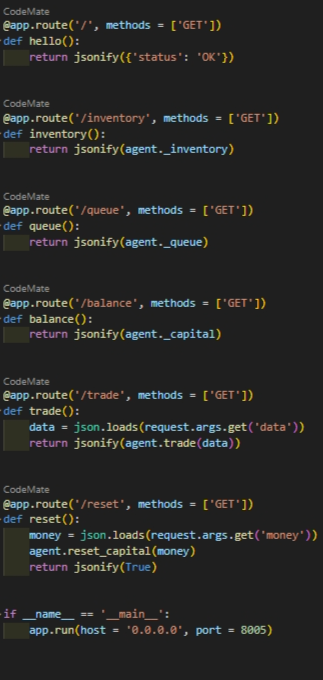 CodeMate
@app.route('/', methods = ['GET'])
def hello():
    return jsonify({'status': 'OK'})
CodeMate
@app.route('/inventory', methods = ['GET'])
def inventory():
    return jsonify(agent._inventory)
CodeMate
@app.route('/queue', methods = ['GET'])
def queue():
    return jsonify(agent._queue)
CodeMate
@app.route('/balance', methods = ['GET'])
def balance():
    return jsonify(agent._capital)
CodeMate
@app.route('/trade', methods = ['GET'])
def trade():
    data = json.loads(request.args.get('data'))
    return jsonify(agent.trade(data))
CodeMate
@app.route('/reset', methods = ['GET'])
def reset():
    money = json.loads(request.args.get('money'))
    agent.reset_capital(money)
    return jsonify(True)
if __name__ == '__main__':
    app.run(host = '0.0.0.0', port = 8005)